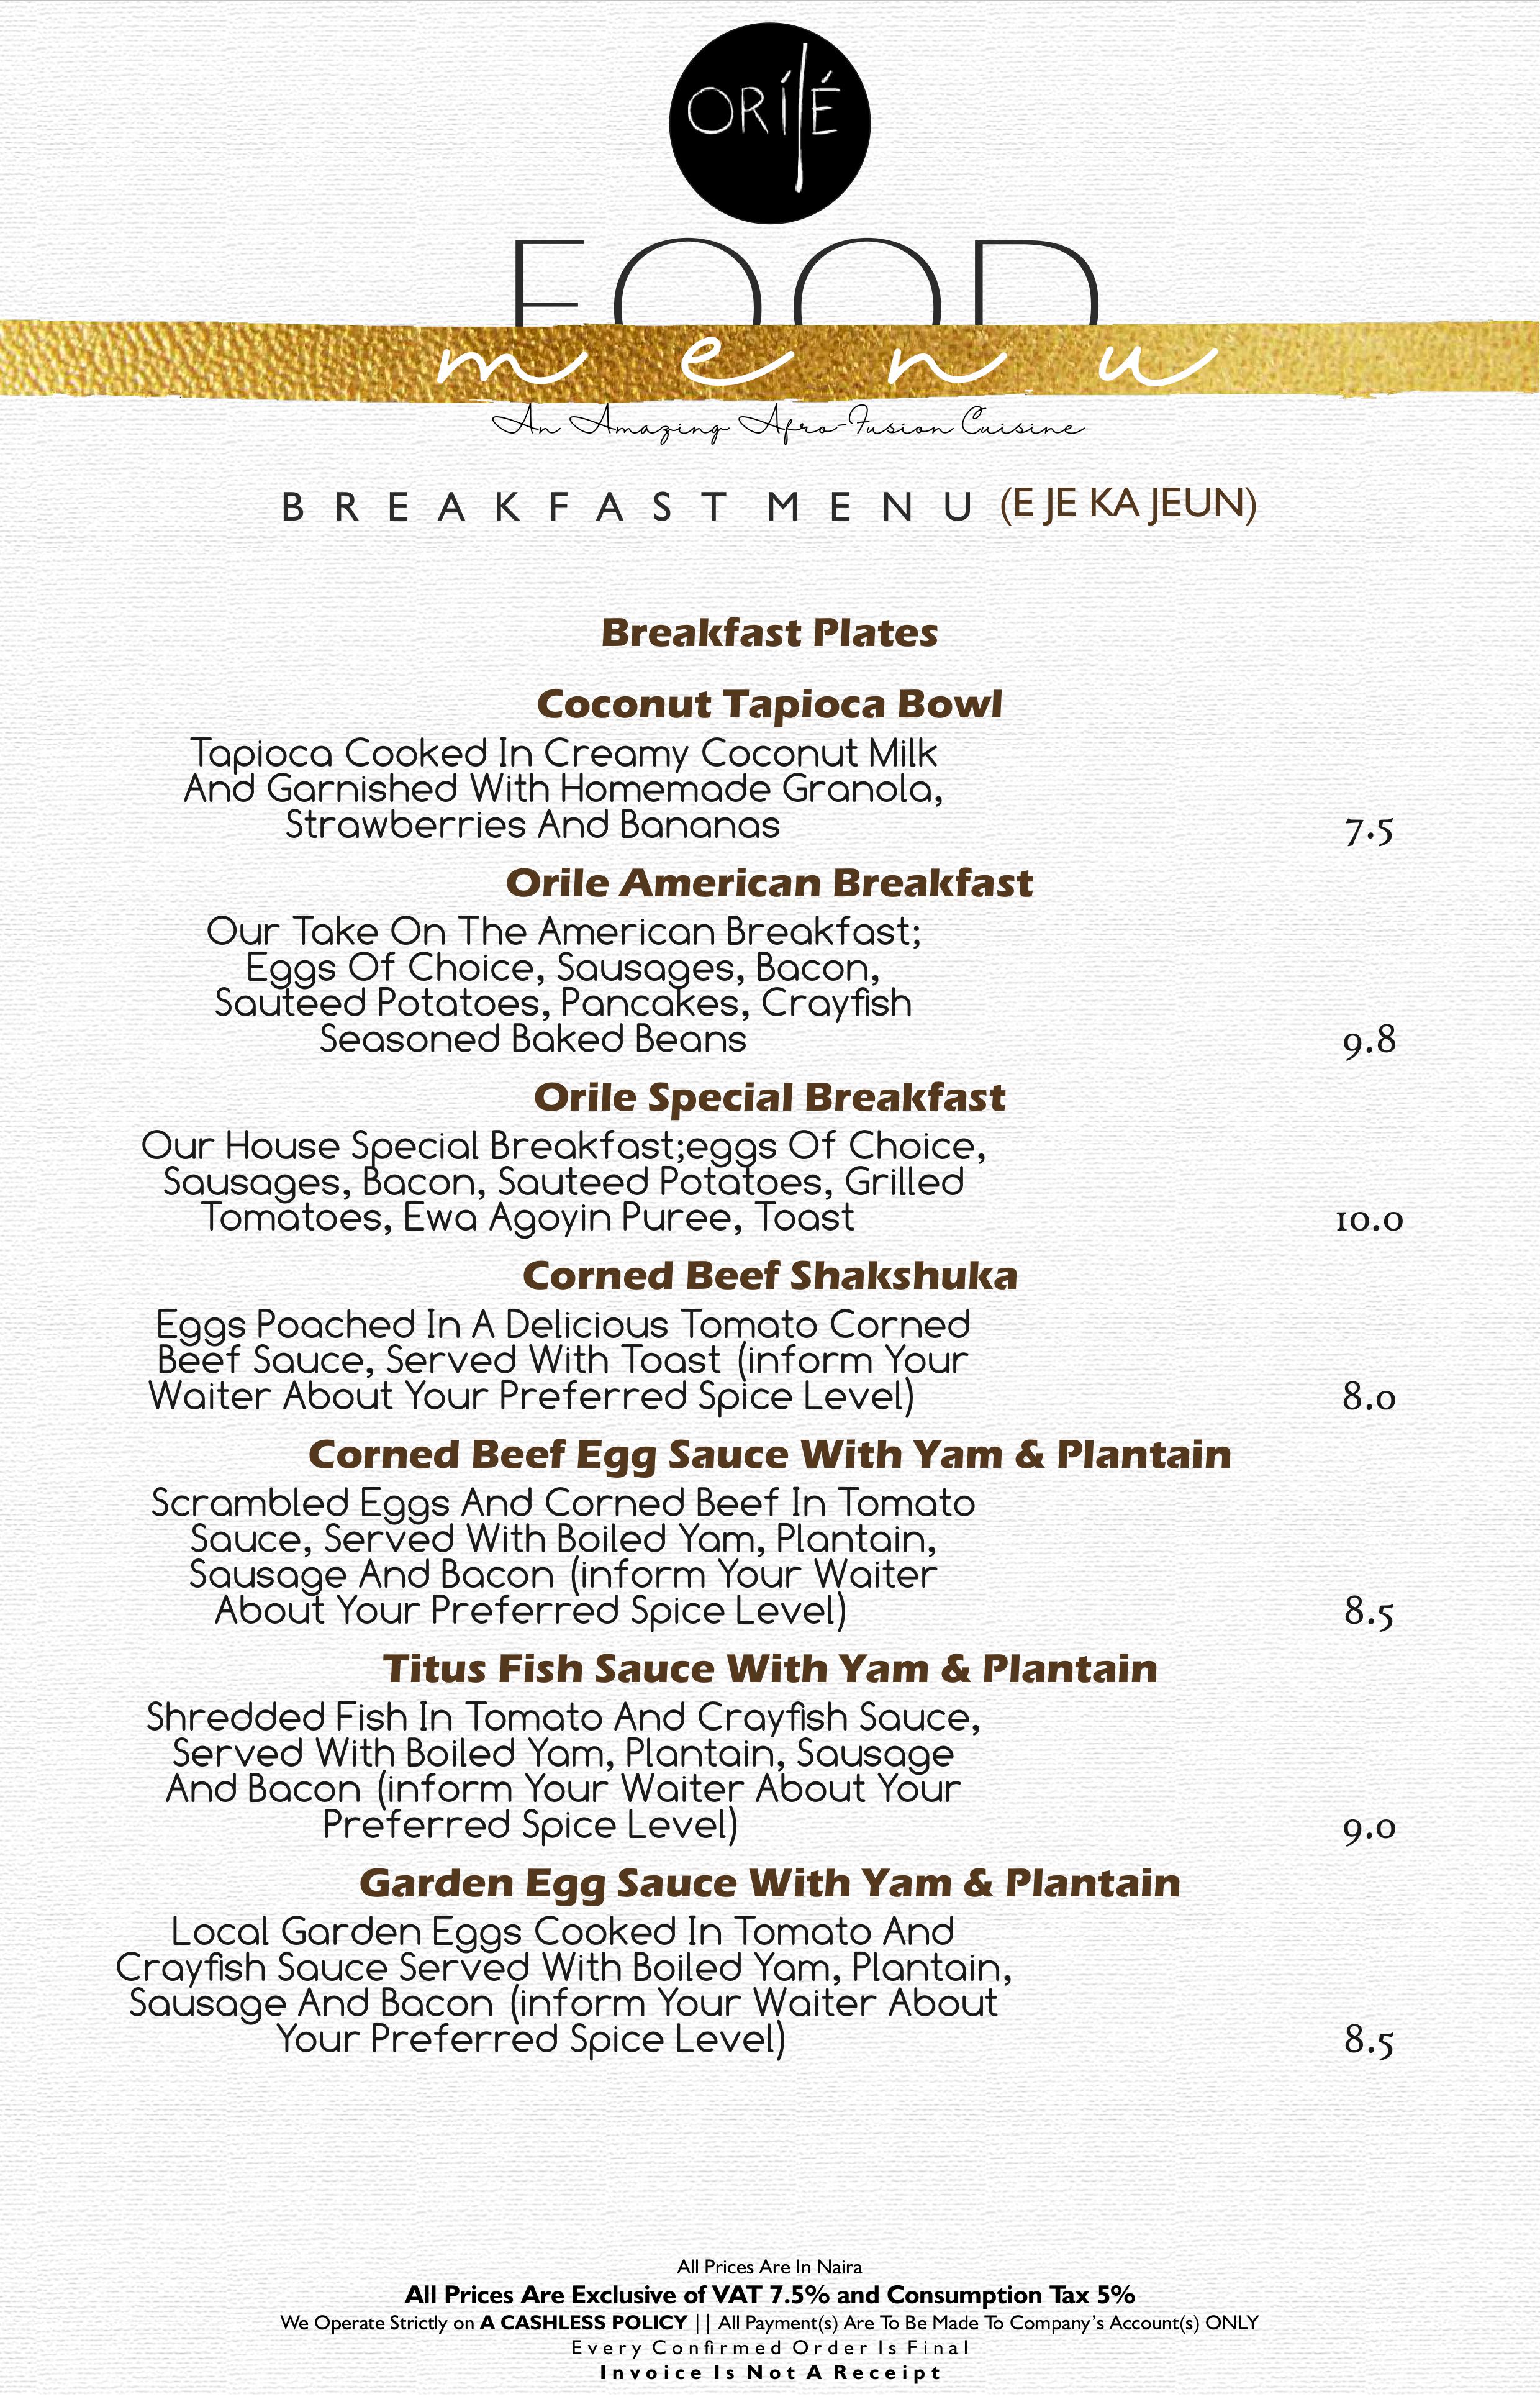 ORÍLÉ
FOOD
menu
An Amazing Afro-Fusion Cuisine
BREAKFAST MENU (E JE KA JEUN)
Breakfast Plates
Coconut Tapioca Bowl
Tapioca Cooked In Creamy Coconut Milk
And Garnished With Homemade Granola,
Strawberries And Bananas 7.5
Orile American Breakfast
Our Take On The American Breakfast;
Eggs Of Choice, Sausages, Bacon,
Sauteed Potatoes, Pancakes, Crayfish
Seasoned Baked Beans 9.8
Orile Special Breakfast
Our House Special Breakfast;eggs Of Choice,
Sausages, Bacon, Sauteed Potatoes, Grilled
Tomatoes, Ewa Agoyin Puree, Toast 10.0
Corned Beef Shakshuka
Eggs Poached In A Delicious Tomato Corned
Beef Sauce, Served With Toast (inform Your
Waiter About Your Preferred Spice Level) 8.0
Corned Beef Egg Sauce With Yam & Plantain
Scrambled Eggs And Corned Beef In Tomato
Sauce, Served With Boiled Yam, Plantain,
Sausage And Bacon (inform Your Waiter
About Your Preferred Spice Level) 8.5
Titus Fish Sauce With Yam & Plantain
Shredded Fish In Tomato And Crayfish Sauce,
Served With Boiled Yam, Plantain, Sausage
And Bacon (inform Your Waiter About Your
Preferred Spice Level) 9.0
Garden Egg Sauce With Yam & Plantain
Local Garden Eggs Cooked In Tomato And
Crayfish Sauce Served With Boiled Yam, Plantain,
Sausage And Bacon (inform Your Waiter About
Your Preferred Spice Level) 8.5
All Prices Are In Naira
All Prices Are Exclusive of VAT 7.5% and Consumption Tax 5%
We Operate Strictly on A CASHLESS POLICY || All Payment(s) Are To Be Made To Company's Account(s) ONLY
Every Confirmed Order Is Final
Invoice Is Not A Receipt